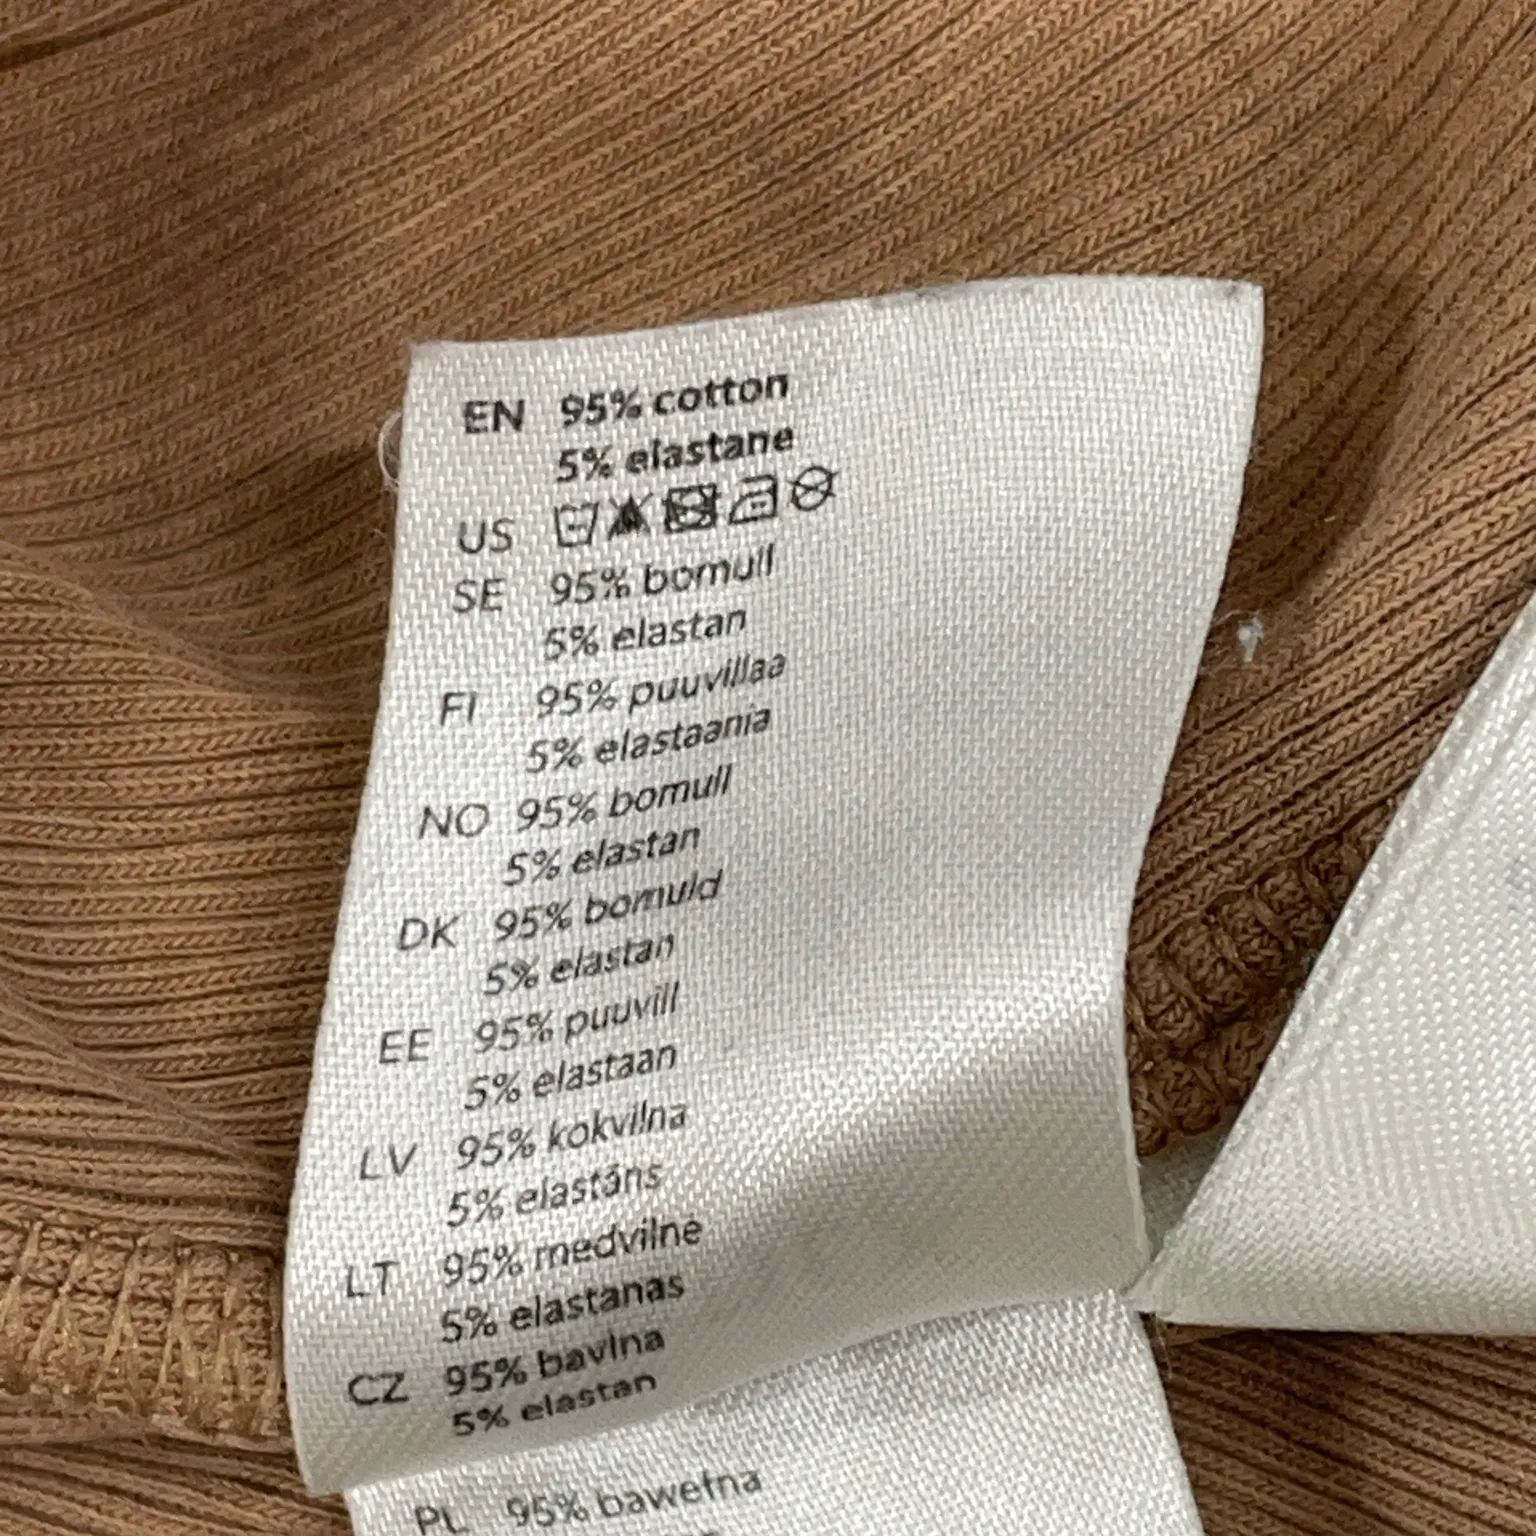 EN 95% cotton
5% elastane
US
SE 95% bomull
5% elastan
FI 95% puuvillaa
5% elastaania
NO 95% bomull
5% elastan
DK 95% bomuld
5% elastan
EE 95% puuvill
5% elastaan
LV 95% kokvilna
5% elastāns
LT 95% medvilnė
5% elastanas
CZ 95% bavlna
5% elastan
PL 95% bawełna